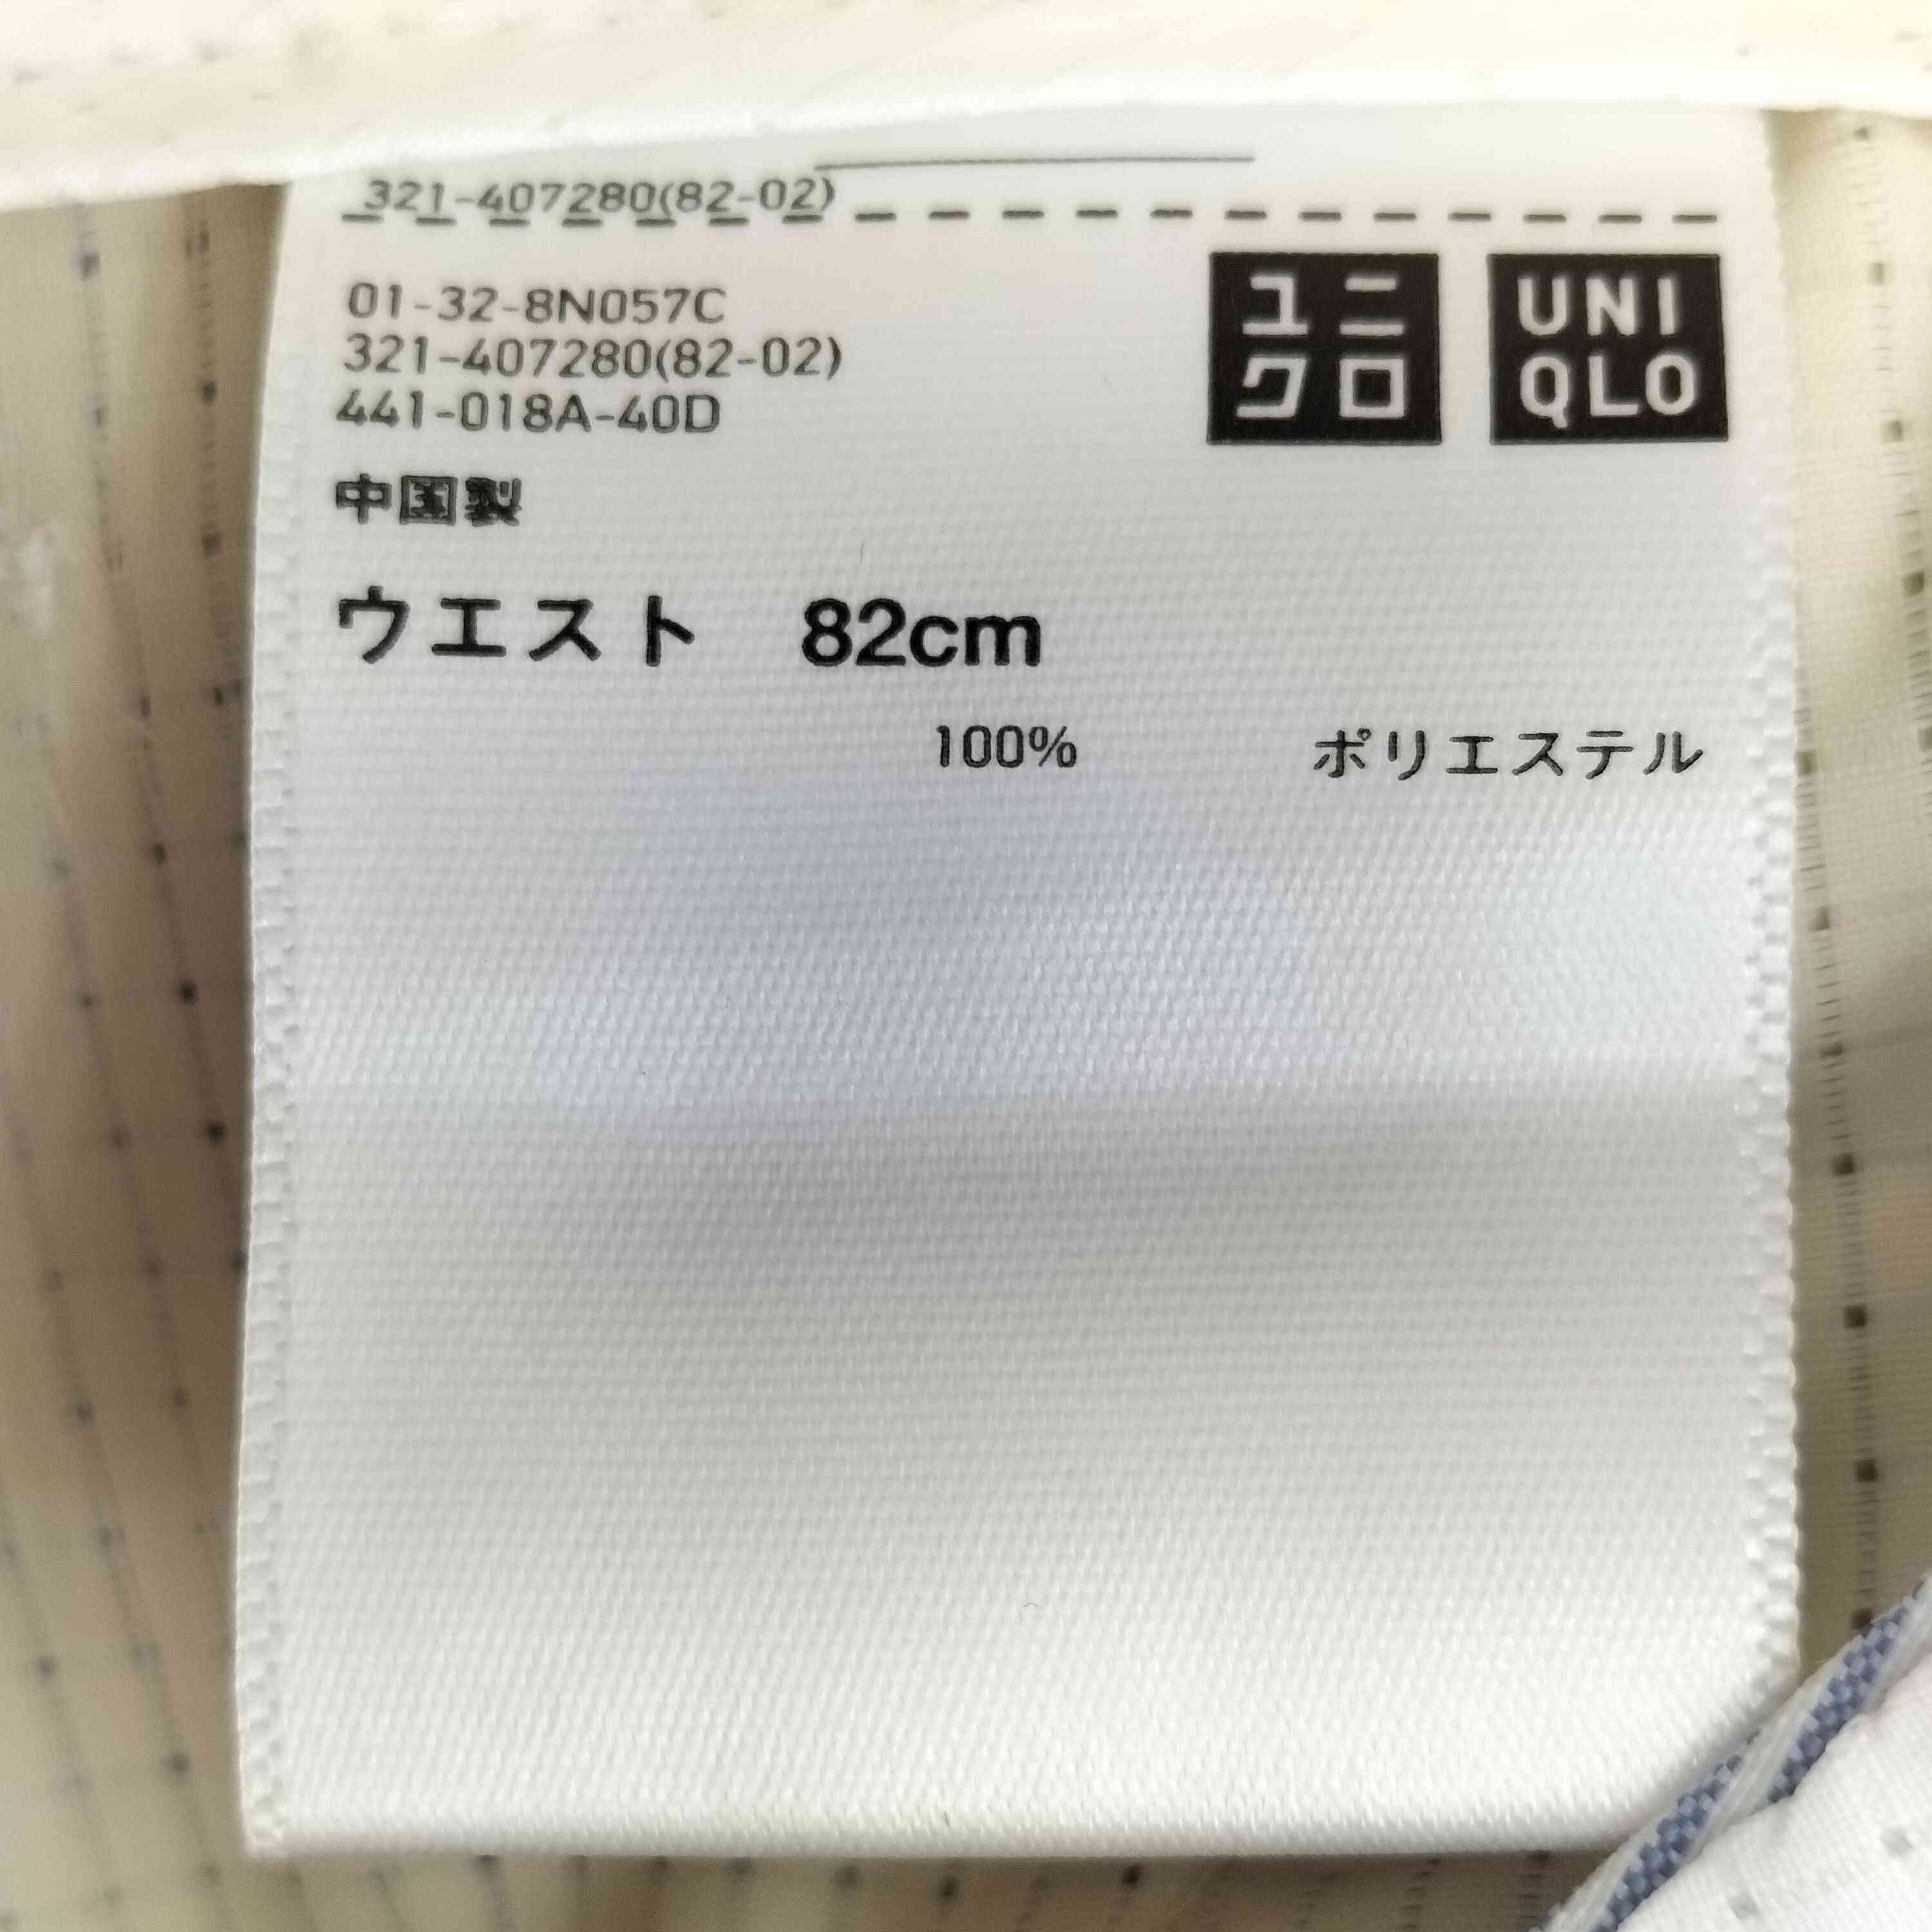 321-407280(82-02)
01-32-8N057C
321-407280(82-02)
441-018A-40D
ユニ
クロ
UNI
QLO
中国製
ウエスト 82cm
100% ポリエステル